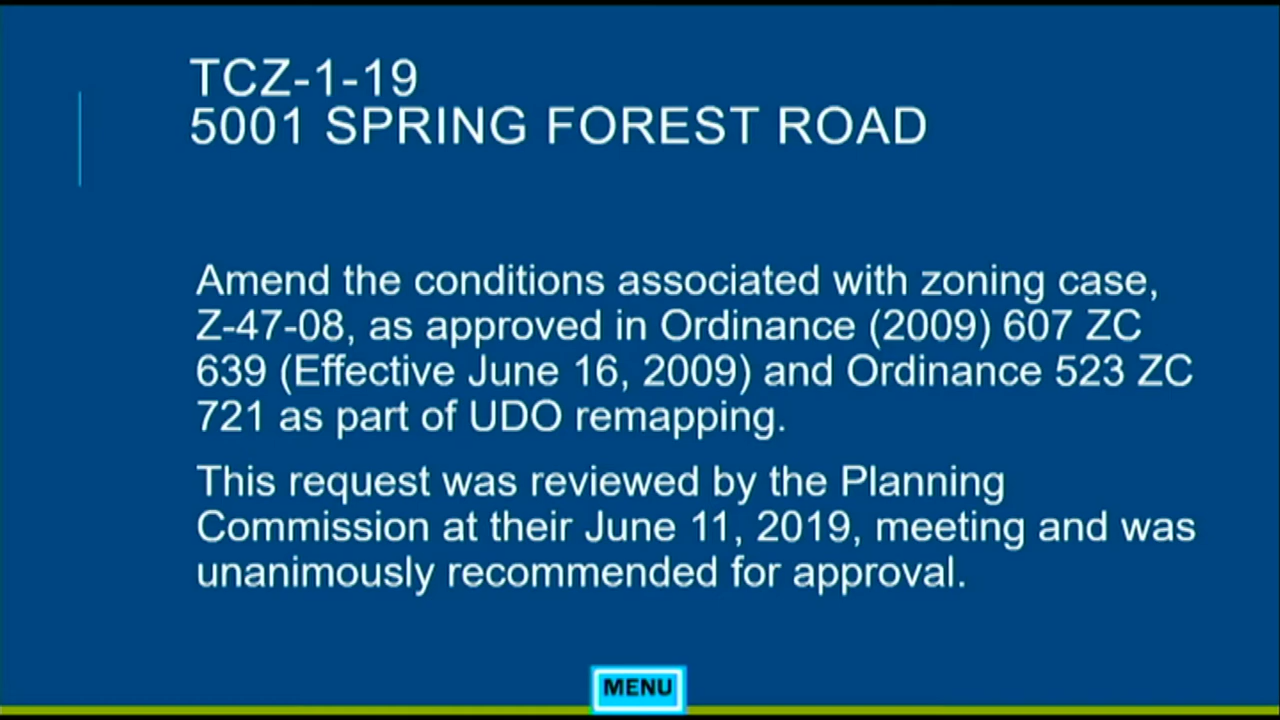 TCZ-1-19
5001 SPRING FOREST ROAD
Amend the conditions associated with zoning case,
Z-47-08, as approved in Ordinance (2009) 607 ZC
639 (Effective June 16, 2009) and Ordinance 523 ZC
721 as part of UDO remapping.
This request was reviewed by the Planning
Commission at their June 11, 2019, meeting and was
unanimously recommended for approval.
MENU